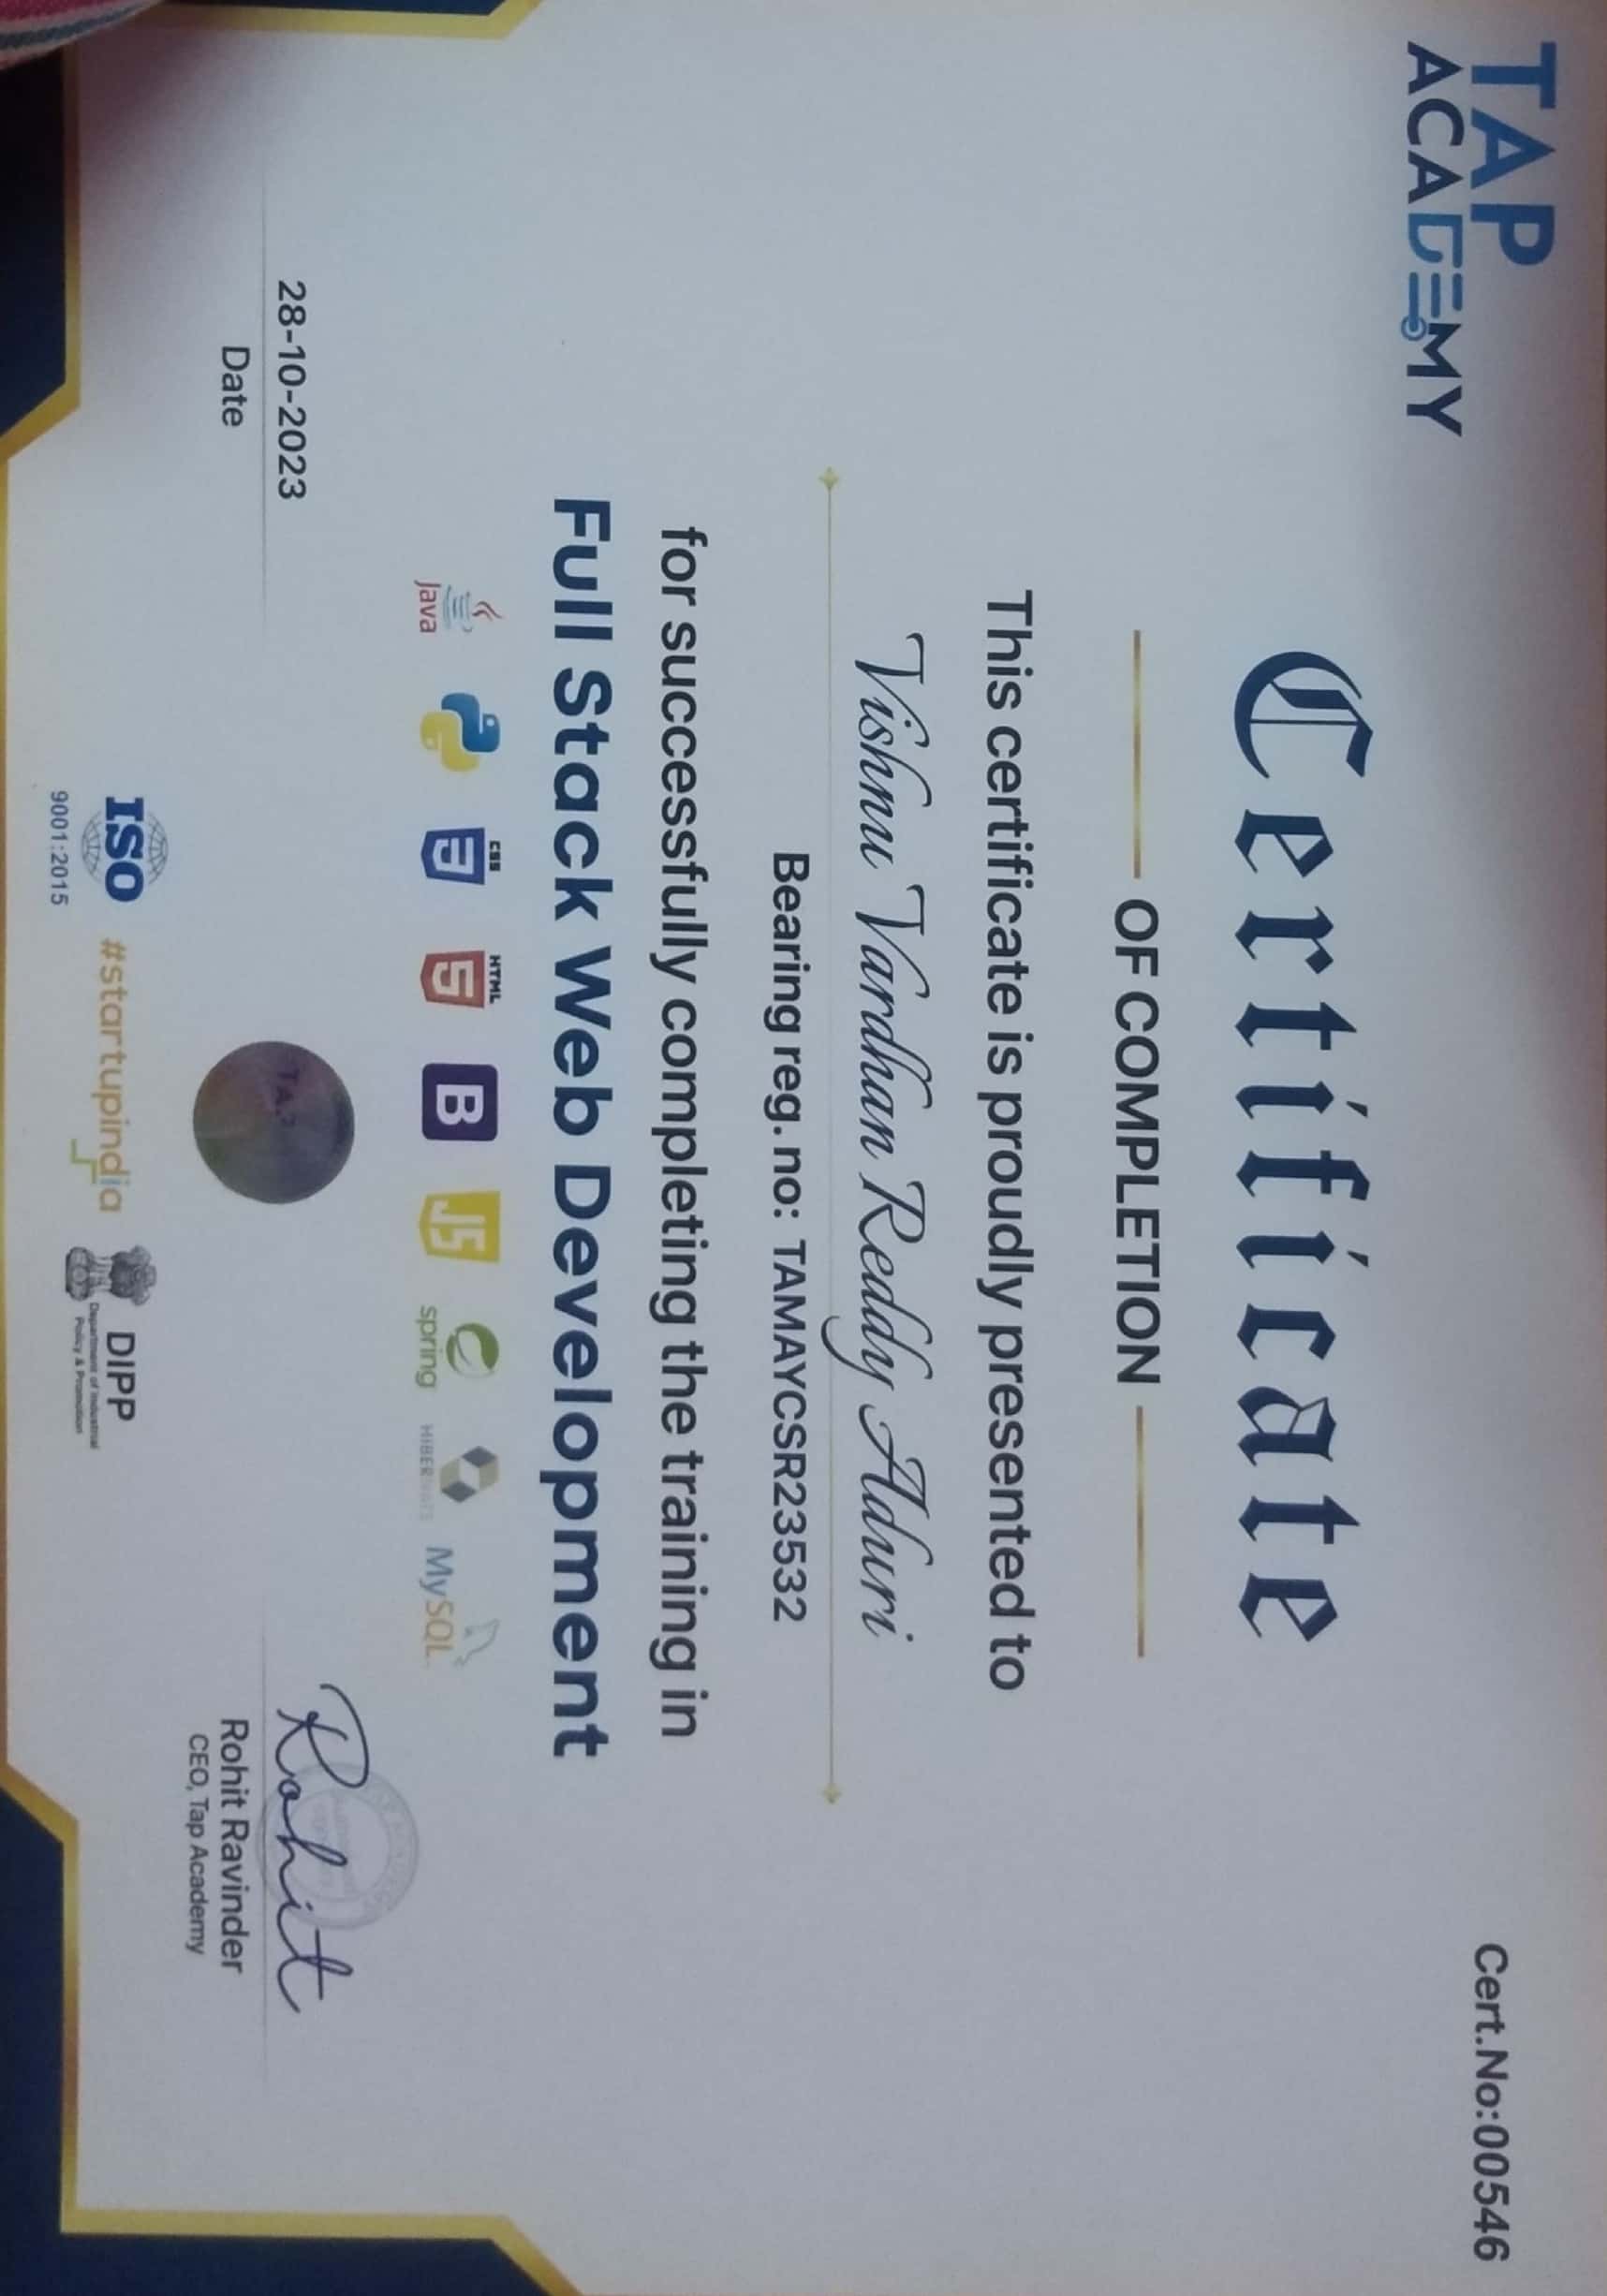 TAP
ACADEMY
Cert.No:00546
Certificate
OF COMPLETION
This certificate is proudly presented to
Vishnu Vardhan Reddy Aduri
Bearing reg. no: TAMAYCSR23532
for successfully completing the training in
Full Stack Web Development
Java
CSS
3
HTML
5
B
JS
spring
HIBERNATE
MySQL
28-10-2023
Date
TAP
Rohit
Rohit Ravinder
CEO, Tap Academy
ISO
9001:2015
#startupindia
DIPP
Department of Industrial
Policy & Promotion